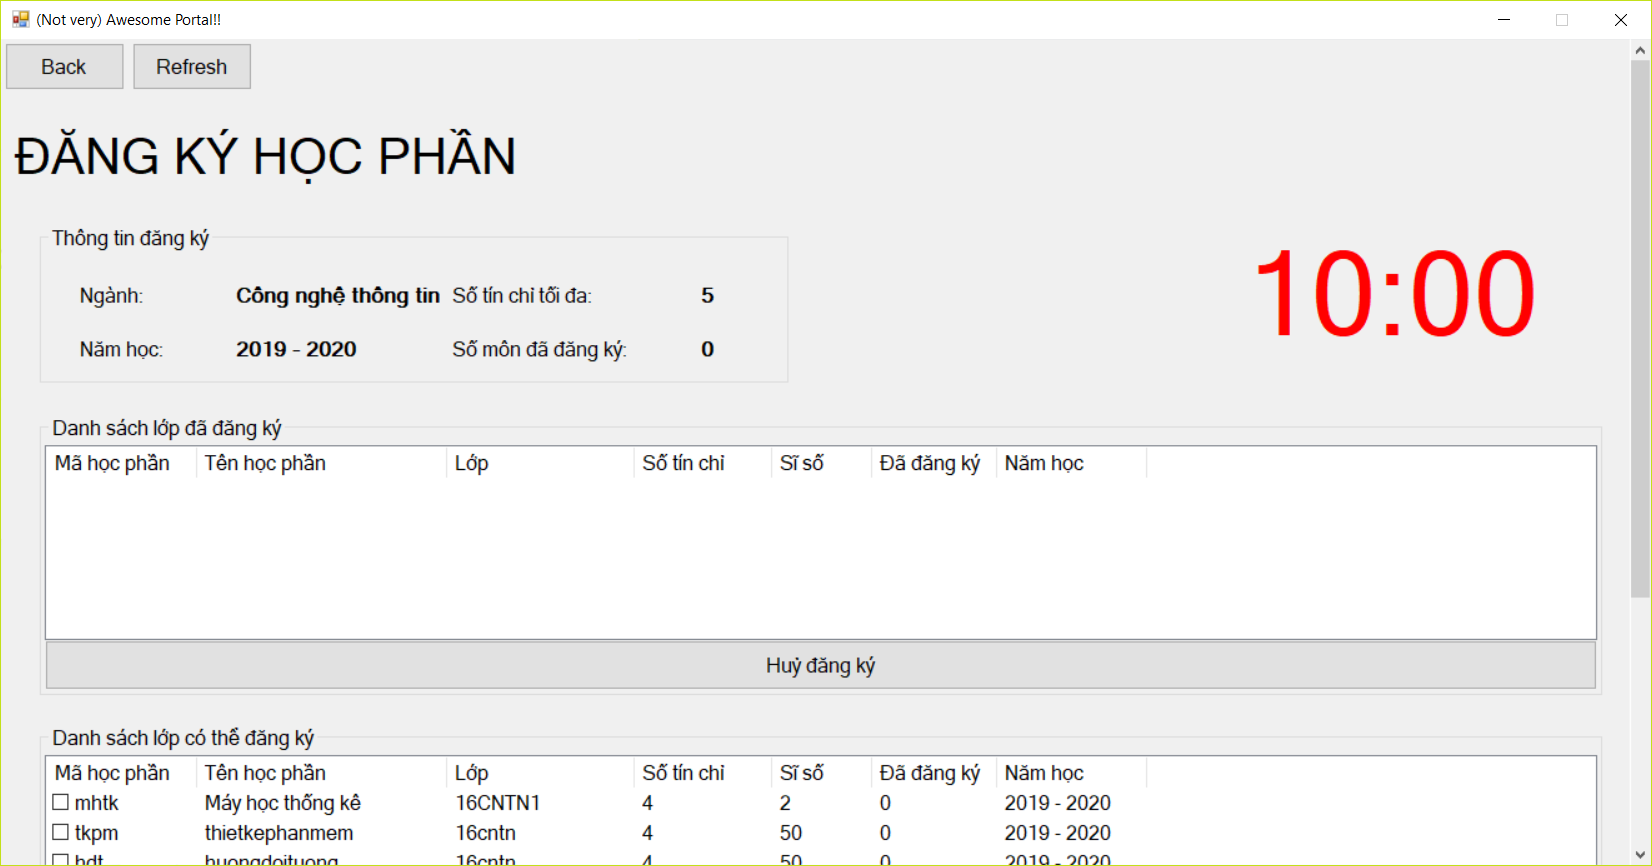 (Not very) Awesome Portal!!
Back Refresh
ĐĂNG KÝ HỌC PHẦN
Thông tin đăng ký
10:00
Ngành: Công nghệ thông tin Số tín chỉ tối đa: 5
Năm học: 2019 - 2020 Số môn đã đăng ký: 0
Danh sách lớp đã đăng ký
Mã học phần Tên học phần Lớp Số tín chỉ Sĩ số Đã đăng ký Năm học
Huỷ đăng ký
Danh sách lớp có thể đăng ký
Mã học phần Tên học phần Lớp Số tín chỉ Sĩ số Đã đăng ký Năm học
mhtk Máy học thống kê 16CNTN1 4 2 0 2019 - 2020
tkpm thietkephanmem 16cntn 4 50 0 2019 - 2020
hdt huongdoituong 16cntn 4 50 0 2019 - 2020